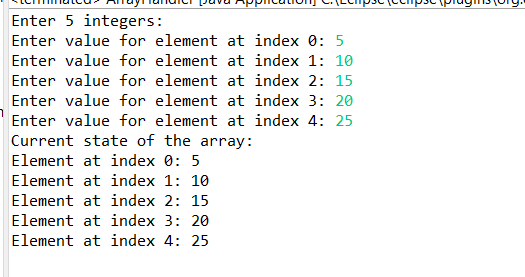 <terminated> ArrayHandler [Java Application] C:\Eclipse\eclipse\plugins\org.
Enter 5 integers:
Enter value for element at index 0: 5
Enter value for element at index 1: 10
Enter value for element at index 2: 15
Enter value for element at index 3: 20
Enter value for element at index 4: 25
Current state of the array:
Element at index 0: 5
Element at index 1: 10
Element at index 2: 15
Element at index 3: 20
Element at index 4: 25